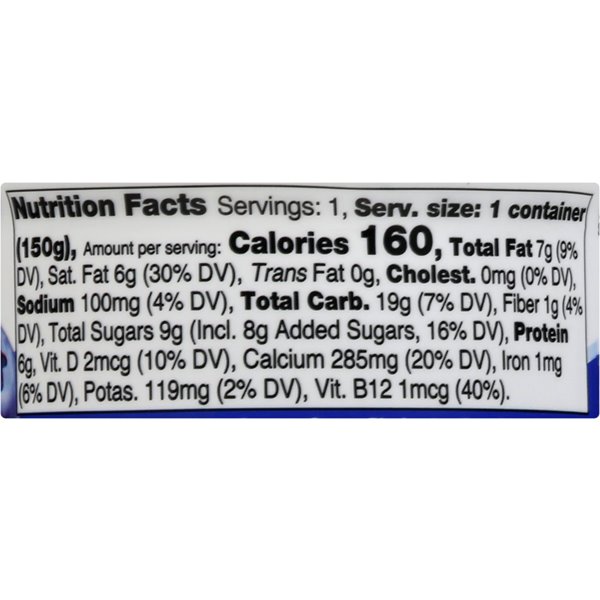 Nutrition Facts Servings: 1, Serv. size: 1 container
(150g), Amount per serving: Calories 160, Total Fat 7g (9%
DV), Sat. Fat 6g (30% DV), Trans Fat 0g, Cholest. 0mg (0% DV),
Sodium 100mg (4% DV), Total Carb. 19g (7% DV), Fiber 1g (4%
DV), Total Sugars 9g (Incl. 8g Added Sugars, 16% DV), Protein
6g, Vit. D 2mcg (10% DV), Calcium 285mg (20% DV), Iron 1mg
(6% DV), Potas. 119mg (2% DV), Vit. B12 1mcg (40%).